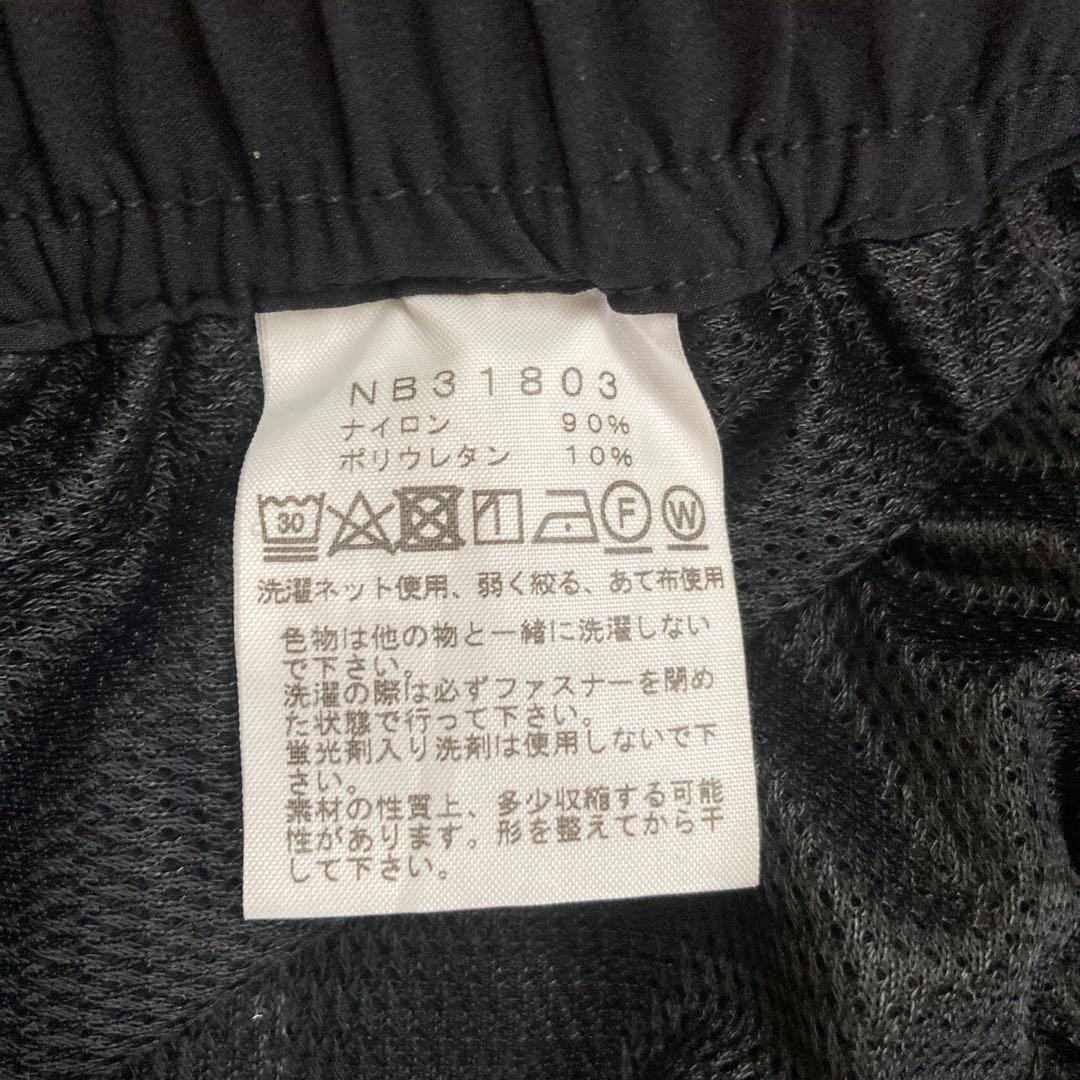 NB31803
ナイロン 90%
ポリウレタン 10%
30 F W
洗濯ネット使用、弱く絞る、あて布使用
色物は他の物と一緒に洗濯しない
で下さい。
洗濯の際は必ずファスナーを閉め
た状態で行って下さい。
蛍光剤入り洗剤は使用しないで下
さい。
素材の性質上、多少収縮する可能
性があります。形を整えてから干
して下さい。